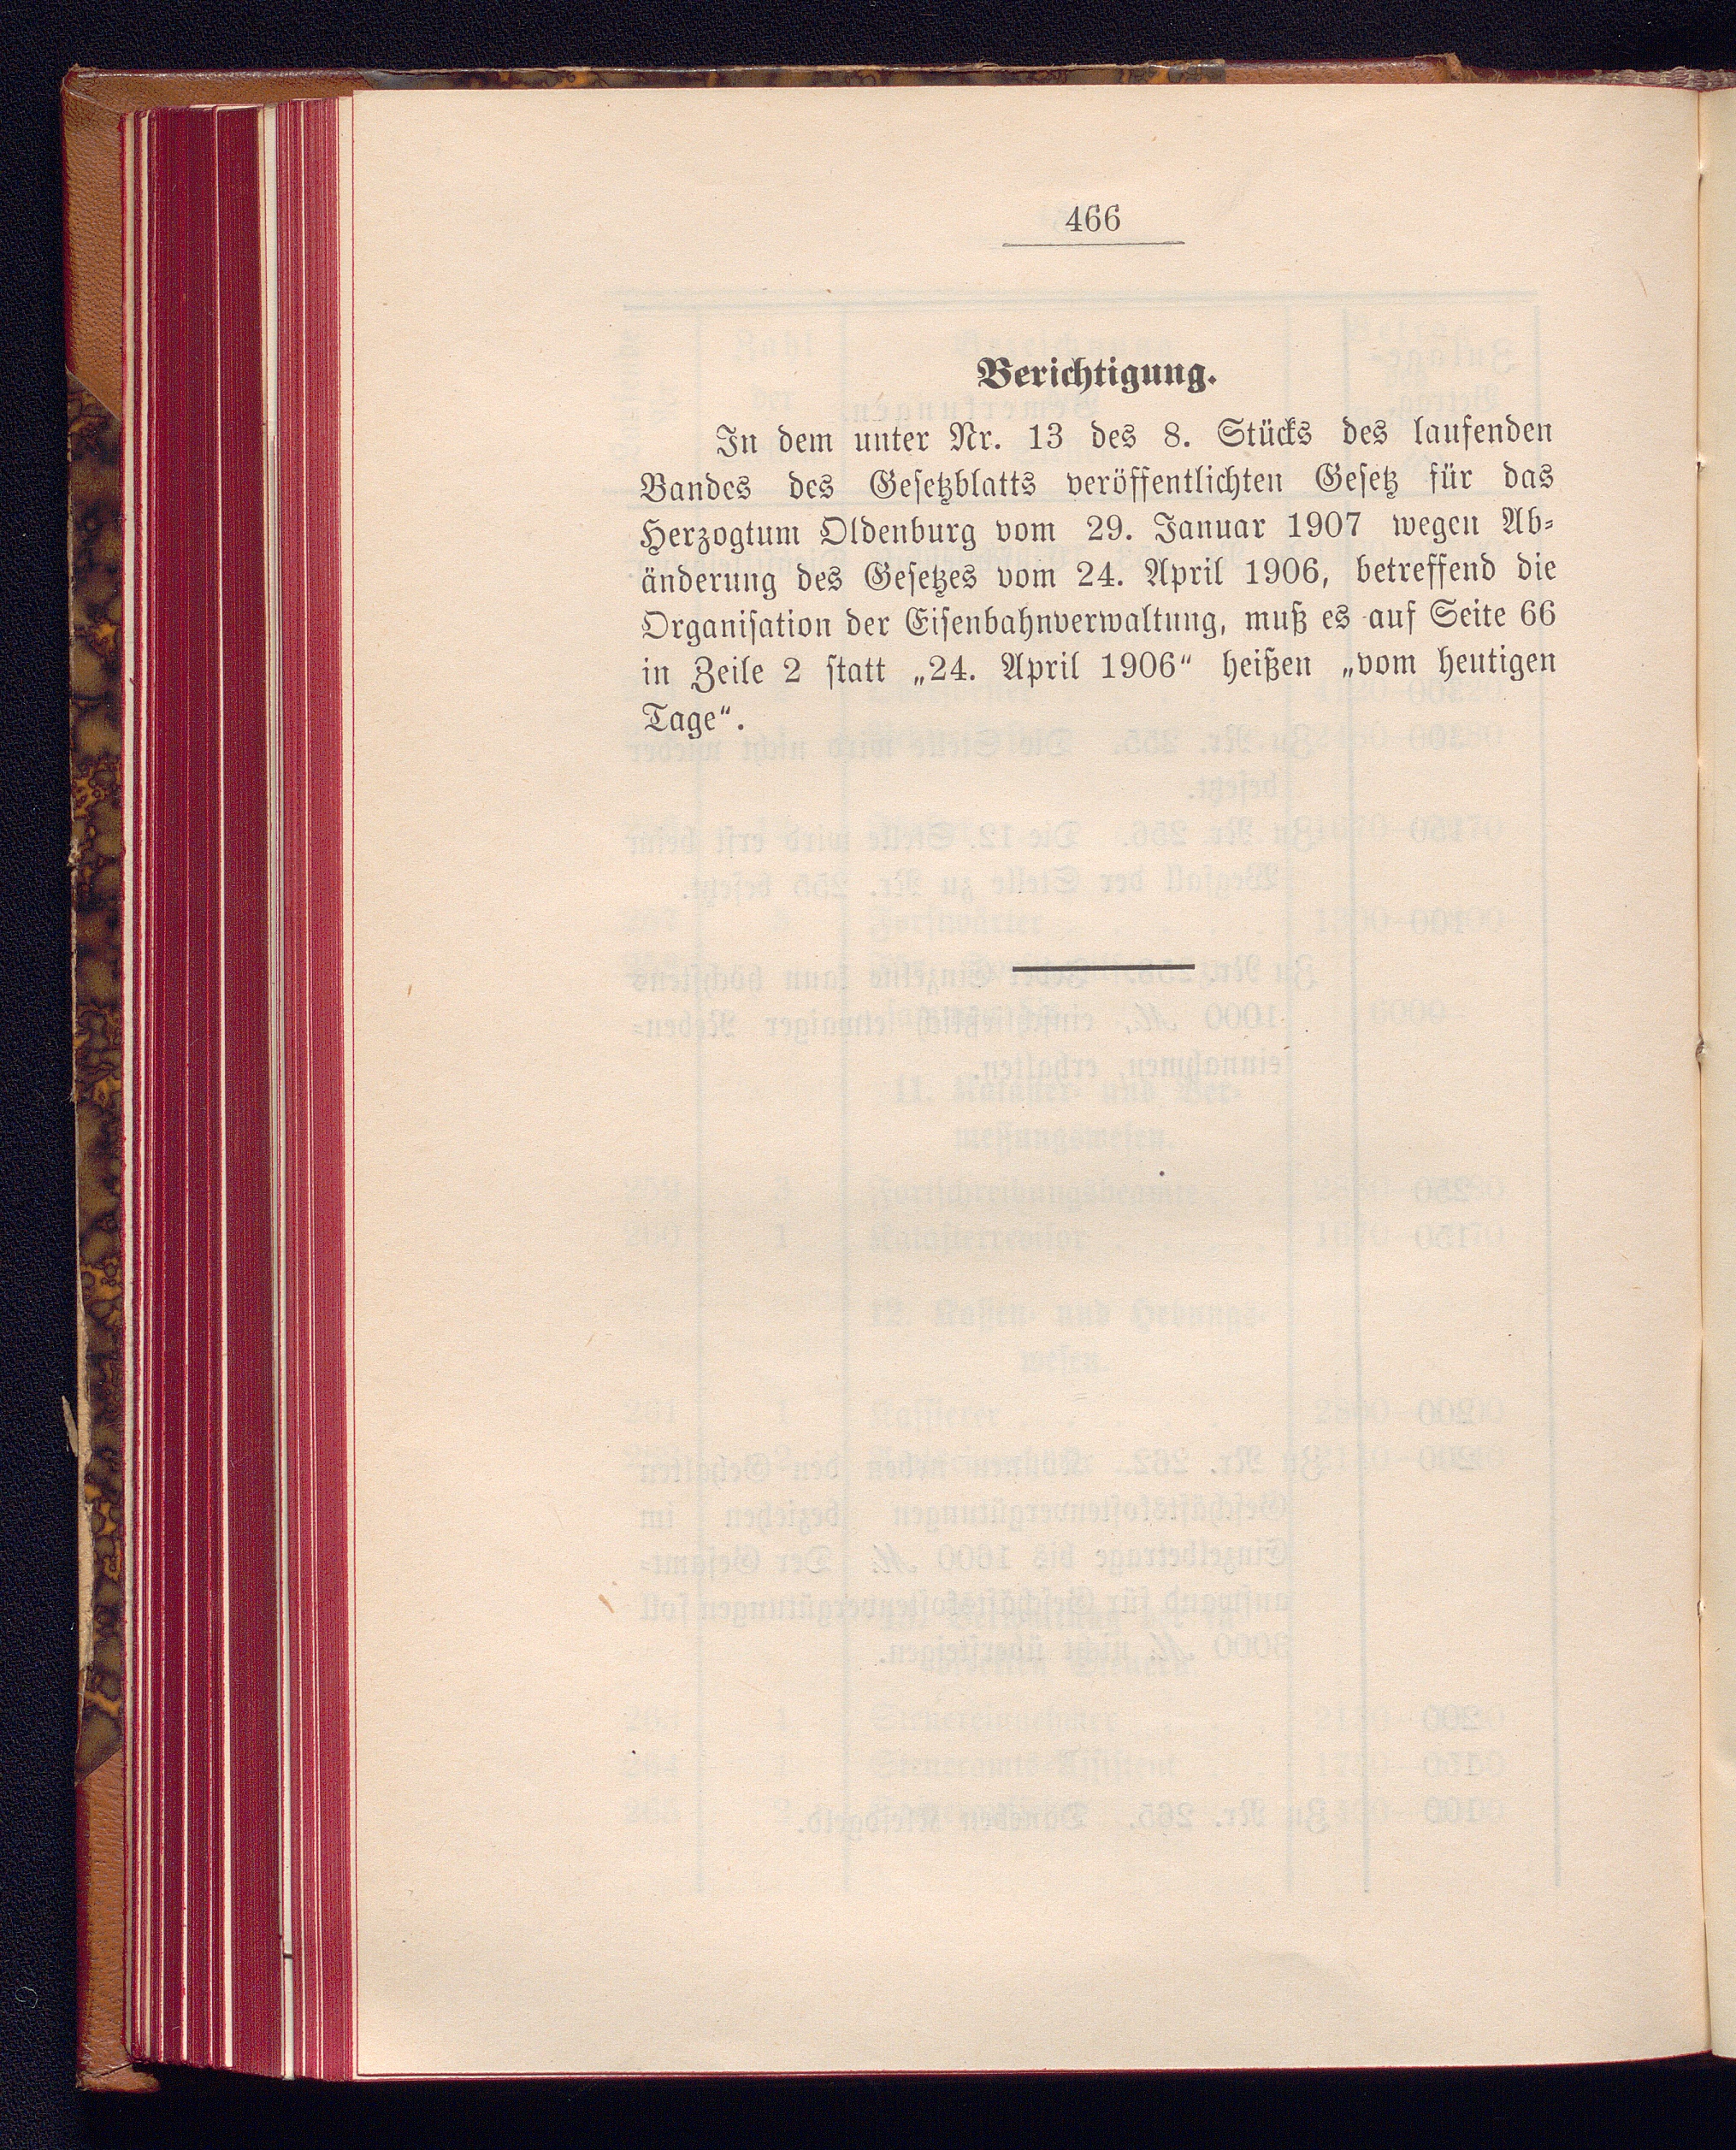 466
Berichtigung.
In dem unter Nr. 13 des 8. Stücks des laufenden
Bandes des Gesetzblatts veröffentlichten Gesetz für das
Herzogtum Oldenburg vom 29. Januar 1907 wegen Ab-
änderung des Gesetzes vom 24. April 1906, betreffend die
Organisation der Eisenbahnverwaltung, muß es auf Seite 66
in Zeile 2 statt „24. April 1906“ heißen „vom heutigen
Tage“.